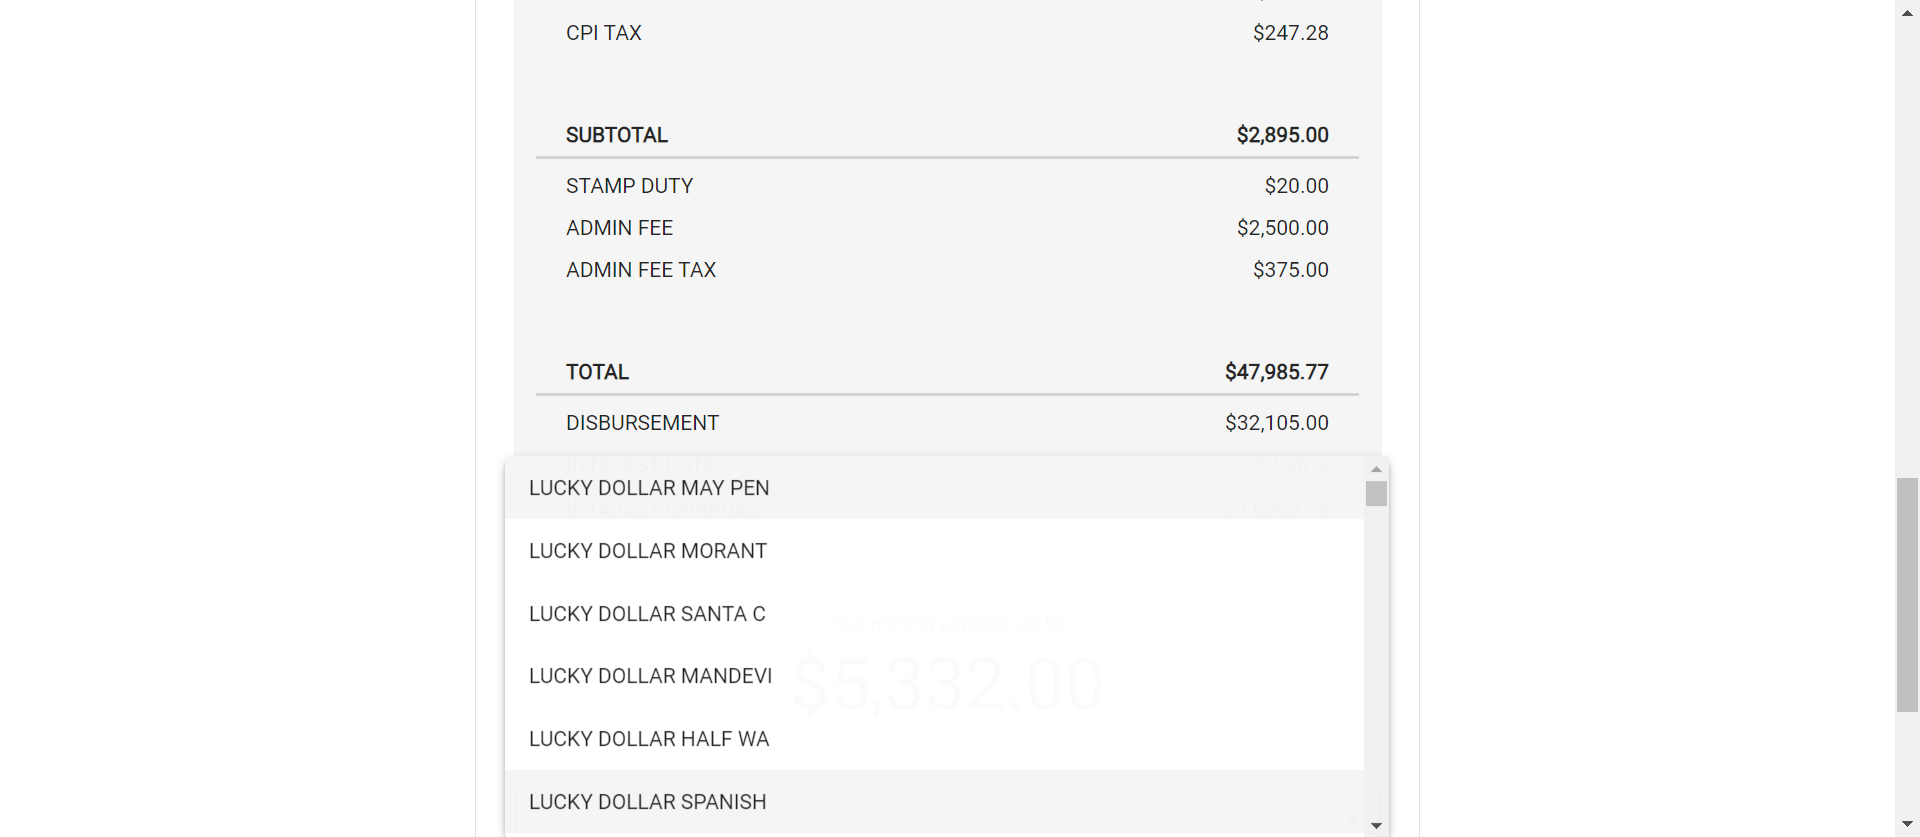 CPI TAX $247.28
SUBTOTAL $2,895.00
STAMP DUTY $20.00
ADMIN FEE $2,500.00
ADMIN FEE TAX $375.00
TOTAL $47,985.77
DISBURSEMENT $32,105.00
INTEREST RATE
LUCKY DOLLAR MAY PEN
INTEREST CHARGES
LUCKY DOLLAR MORANT
LUCKY DOLLAR SANTA C
Your monthly payment will be
LUCKY DOLLAR MANDEVI
$5,332.00
LUCKY DOLLAR HALF WA
LUCKY DOLLAR SPANISH